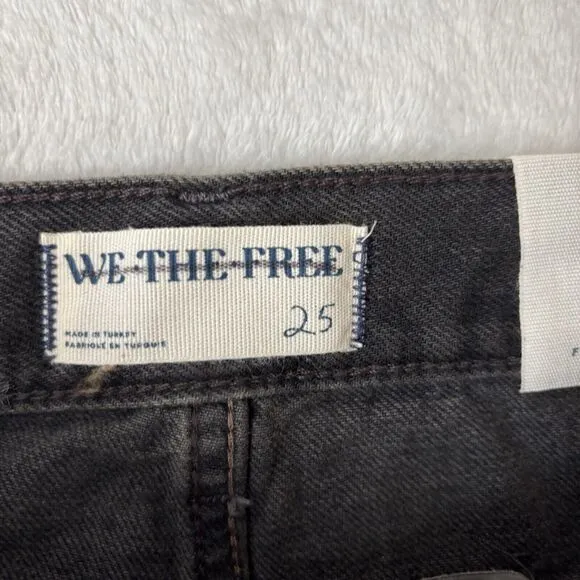 WE THE FREE
25
MADE IN TURKEY
FABRIQUÉ EN TURQUIE
F